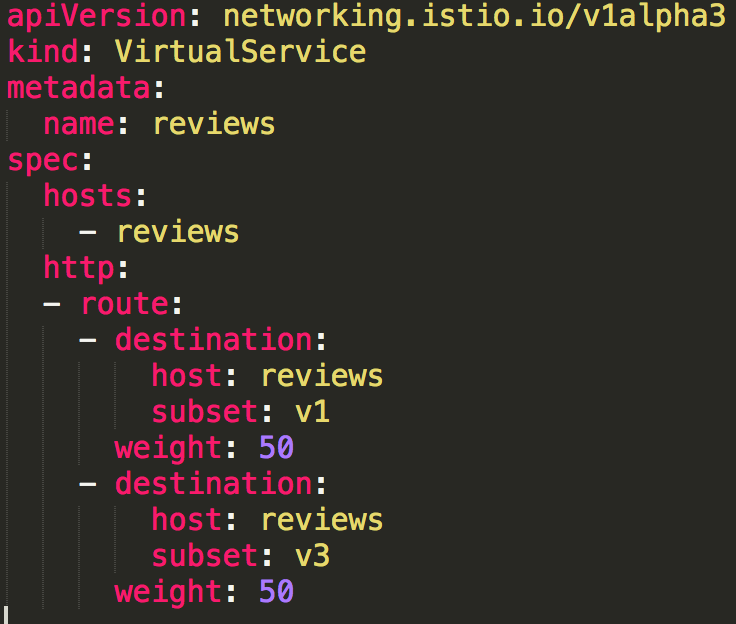 apiVersion: networking.istio.io/v1alpha3
kind: VirtualService
metadata:
  name: reviews
spec:
  hosts:
    - reviews
  http:
  - route:
    - destination:
        host: reviews
        subset: v1
      weight: 50
    - destination:
        host: reviews
        subset: v3
      weight: 50